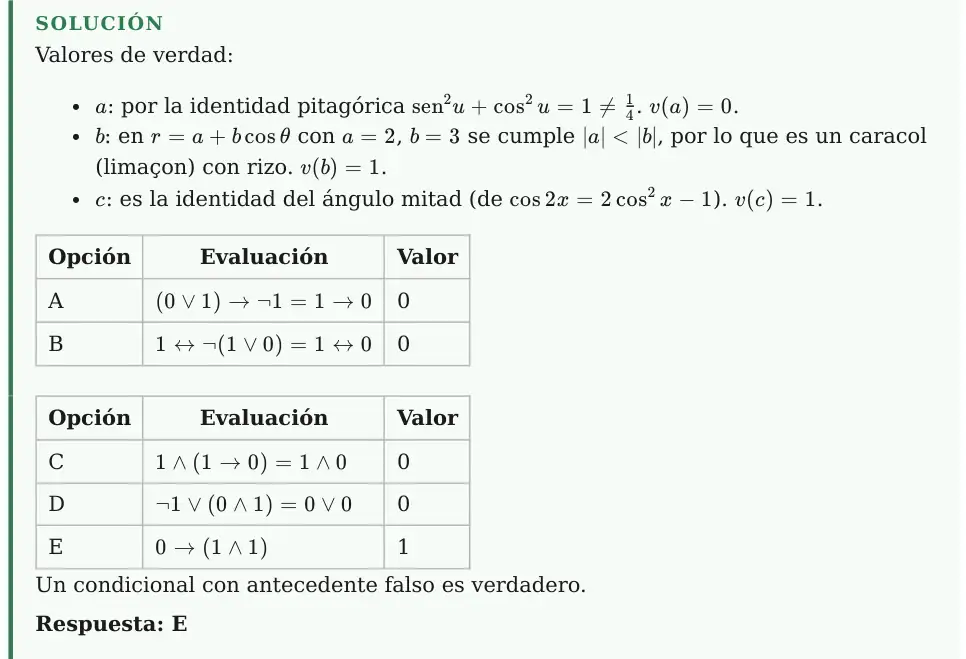 SOLUCIÓN
Valores de verdad:
• a: por la identidad pitagórica sen²u + cos² u = 1 ≠ 1/4. v(a) = 0.
• b: en r = a + b cos θ con a = 2, b = 3 se cumple |a| < |b|, por lo que es un caracol
(limaçon) con rizo. v(b) = 1.
• c: es la identidad del ángulo mitad (de cos 2x = 2 cos² x − 1). v(c) = 1.
Opción Evaluación Valor
A (0 ∨ 1) → ¬1 = 1 → 0 0
B 1 ↔ ¬(1 ∨ 0) = 1 ↔ 0 0
Opción Evaluación Valor
C 1 ∧ (1 → 0) = 1 ∧ 0 0
D ¬1 ∨ (0 ∧ 1) = 0 ∨ 0 0
E 0 → (1 ∧ 1) 1
Un condicional con antecedente falso es verdadero.
Respuesta: E